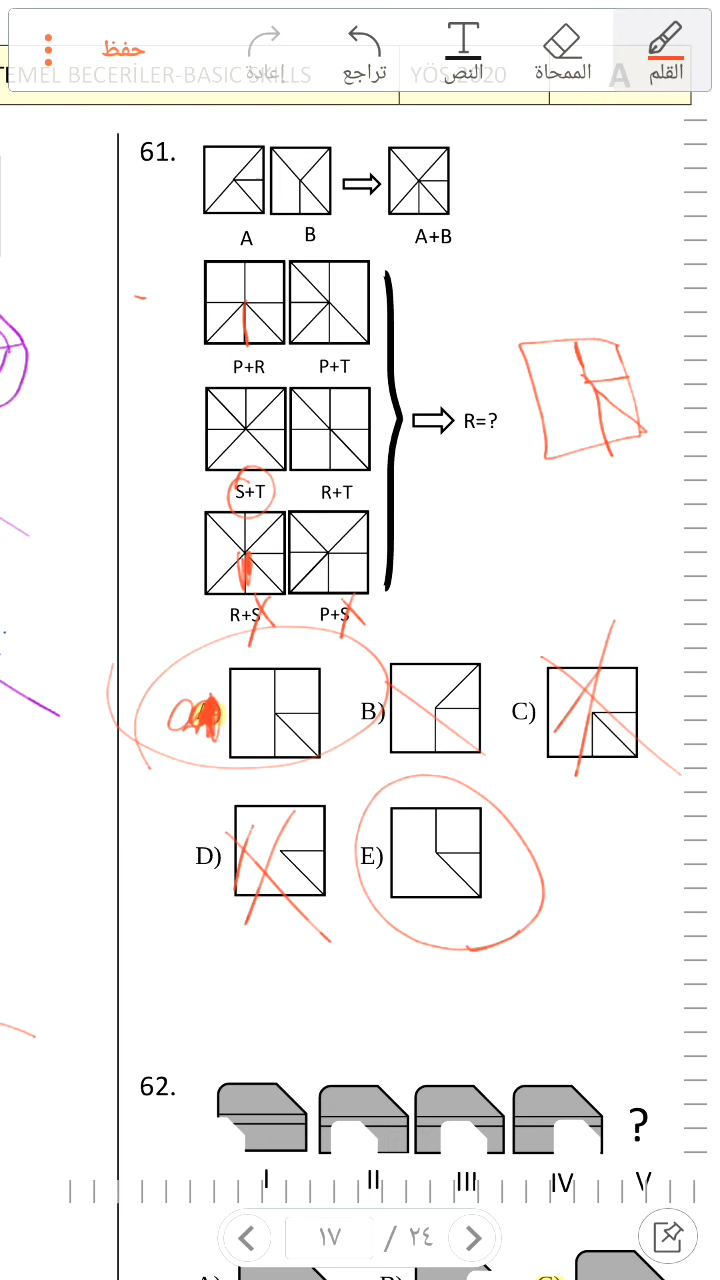 حفظ
إعادة
تراجع
النص
الممحاة
القلم
TEMEL BECERİLER-BASIC SKILLS
YÖS 2020
A
61.
A
B
A+B
P+R
P+T
R=?
S+T
R+T
R+S
P+S
B)
C)
D)
E)
62.
?
I
II
III
IV
V
١٧
/ ٢٤
A)
B)
C)